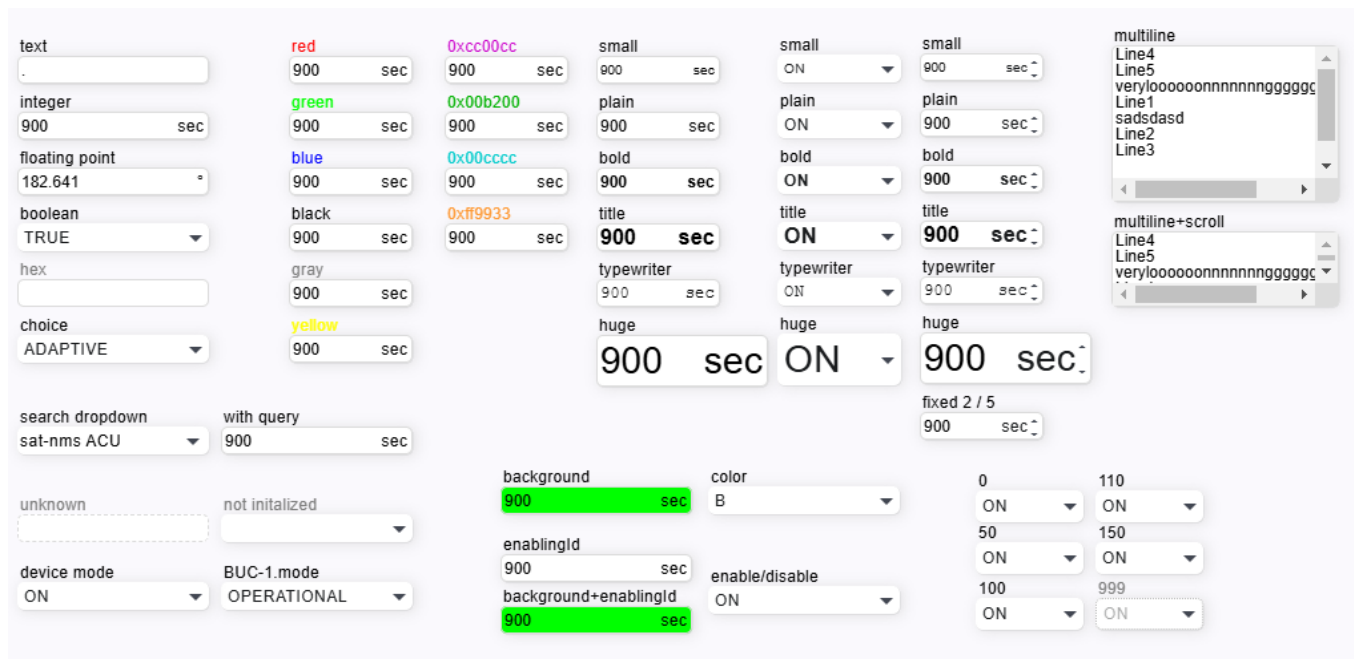 text
.
integer
900 sec
floating point
182.641 °
boolean
TRUE
hex
choice
ADAPTIVE
search dropdown
sat-nms ACU
with query
900 sec
unknown
not initalized
device mode
ON
BUC-1.mode
OPERATIONAL
red
900 sec
green
900 sec
blue
900 sec
black
900 sec
gray
900 sec
yellow
900 sec
0xcc00cc
900 sec
0x00b200
900 sec
0x00cccc
900 sec
0xff9933
900 sec
small
900 sec
plain
900 sec
bold
900 sec
title
900 sec
typewriter
900 sec
huge
900 sec
small
ON
plain
ON
bold
ON
title
ON
typewriter
ON
huge
ON
small
900 sec
plain
900 sec
bold
900 sec
title
900 sec
typewriter
900 sec
huge
900 sec
fixed 2 / 5
900 sec
multiline
Line4
Line5
Line1
sadsdasd
Line2
Line3
multiline+scroll
Line4
Line5
background
900 sec
color
B
enablingId
900 sec
background+enablingId
900 sec
enable/disable
ON
0
ON
110
ON
50
ON
150
ON
100
ON
999
ON